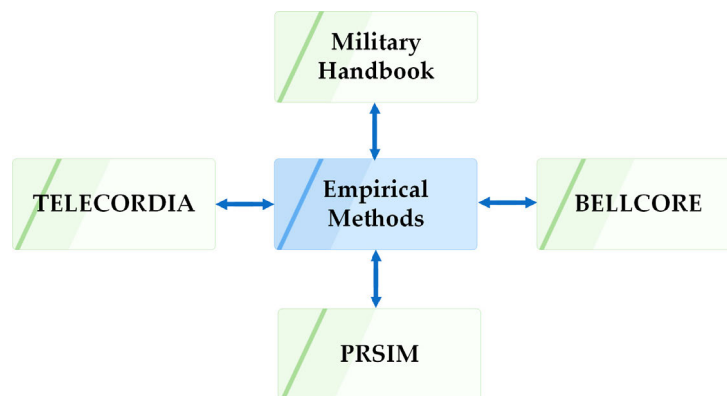 Military
Handbook
TELECORDIA
Empirical
Methods
BELLCORE
PRSIM